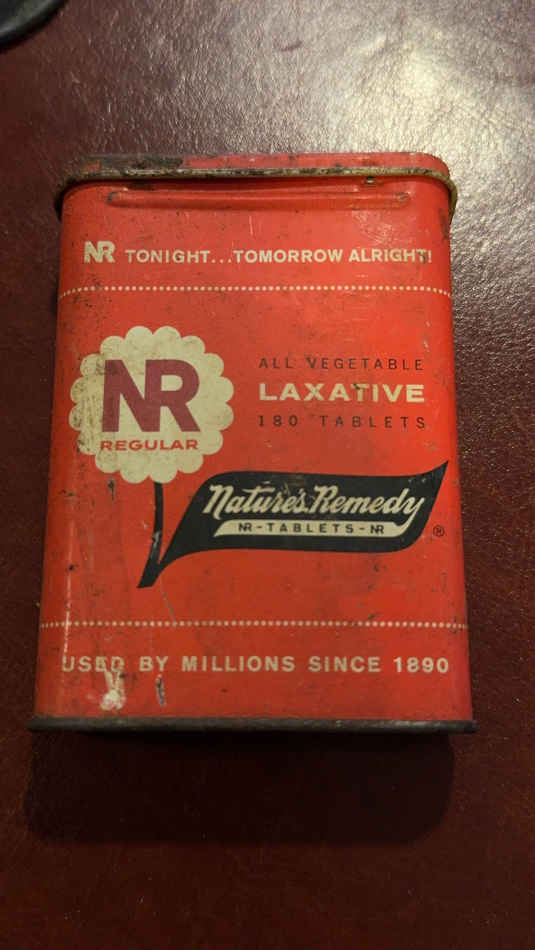 NR TONIGHT...TOMORROW ALRIGHT!
NR
REGULAR
ALL VEGETABLE
LAXATIVE
180 TABLETS
Nature's Remedy
NR-TABLETS-NR
®
USED BY MILLIONS SINCE 1890